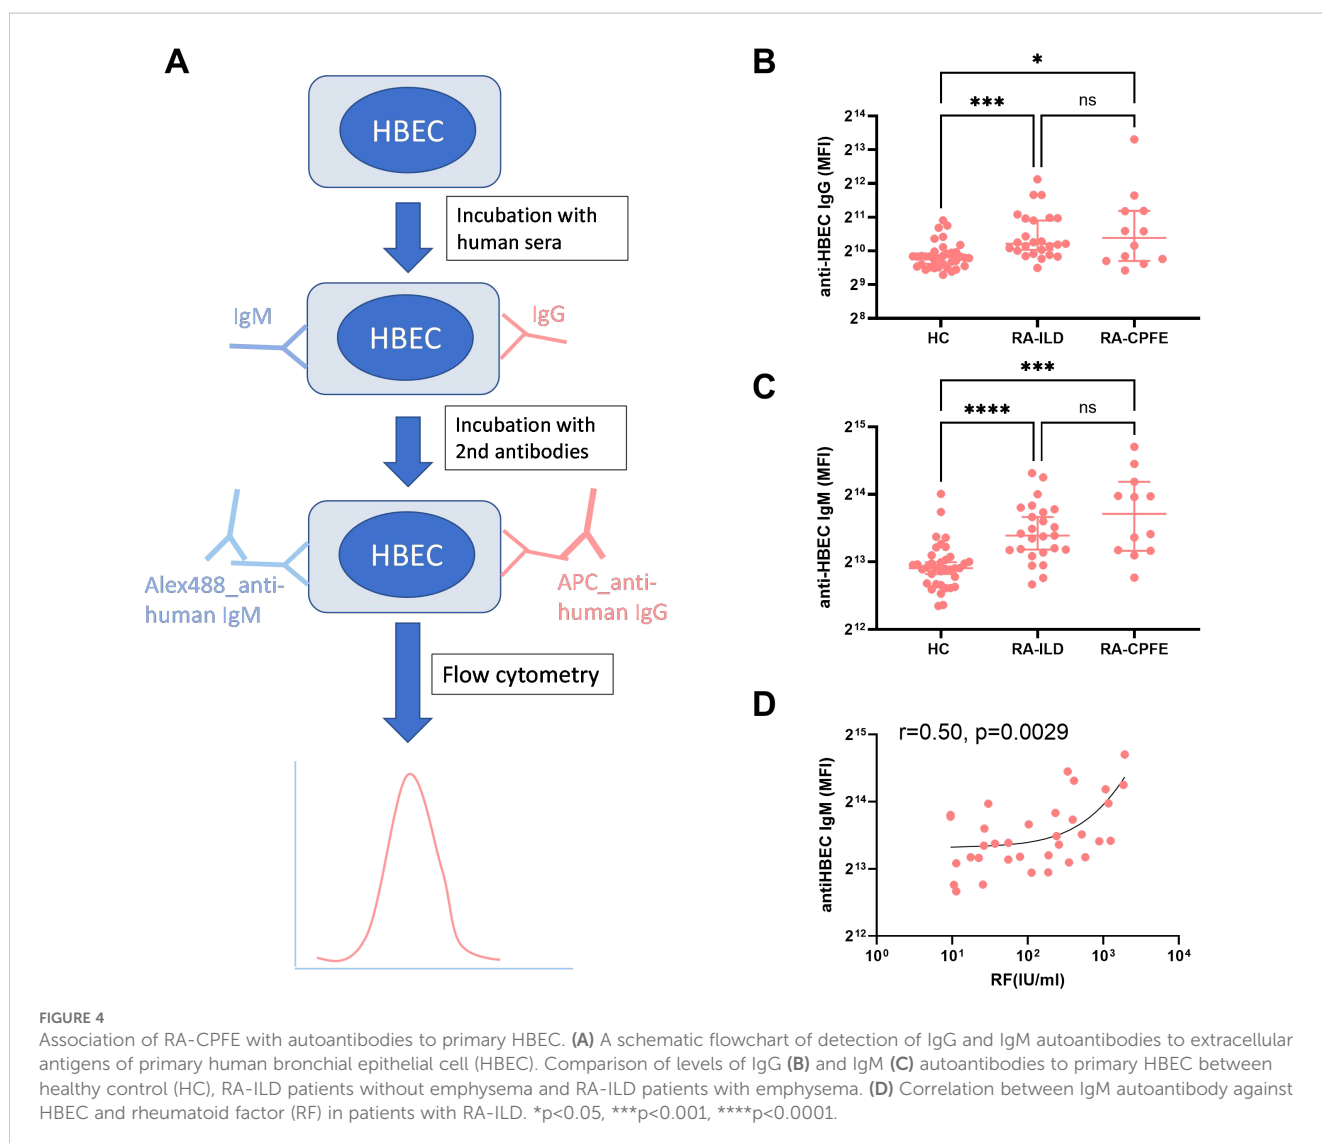 A
HBEC
Incubation with
human sera
IgM
HBEC
IgG
Incubation with
2nd antibodies
HBEC
Alex488_anti-
human IgM
APC_anti-
human IgG
Flow cytometry
B
*
***
ns
anti-HBEC IgG (MFI)
2¹⁴
2¹³
2¹²
2¹¹
2¹⁰
2⁹
2⁸
HC RA-ILD RA-CPFE
C
***
****
ns
anti-HBEC IgM (MFI)
2¹⁵
2¹⁴
2¹³
2¹²
HC RA-ILD RA-CPFE
D
r=0.50, p=0.0029
antiHBEC IgM (MFI)
2¹⁵
2¹⁴
2¹³
2¹²
10⁰ 10¹ 10² 10³ 10⁴
RF(IU/ml)
FIGURE 4
Association of RA-CPFE with autoantibodies to primary HBEC. (A) A schematic flowchart of detection of IgG and IgM autoantibodies to extracellular
antigens of primary human bronchial epithelial cell (HBEC). Comparison of levels of IgG (B) and IgM (C) autoantibodies to primary HBEC between
healthy control (HC), RA-ILD patients without emphysema and RA-ILD patients with emphysema. (D) Correlation between IgM autoantibody against
HBEC and rheumatoid factor (RF) in patients with RA-ILD. *p<0.05, ***p<0.001, ****p<0.0001.